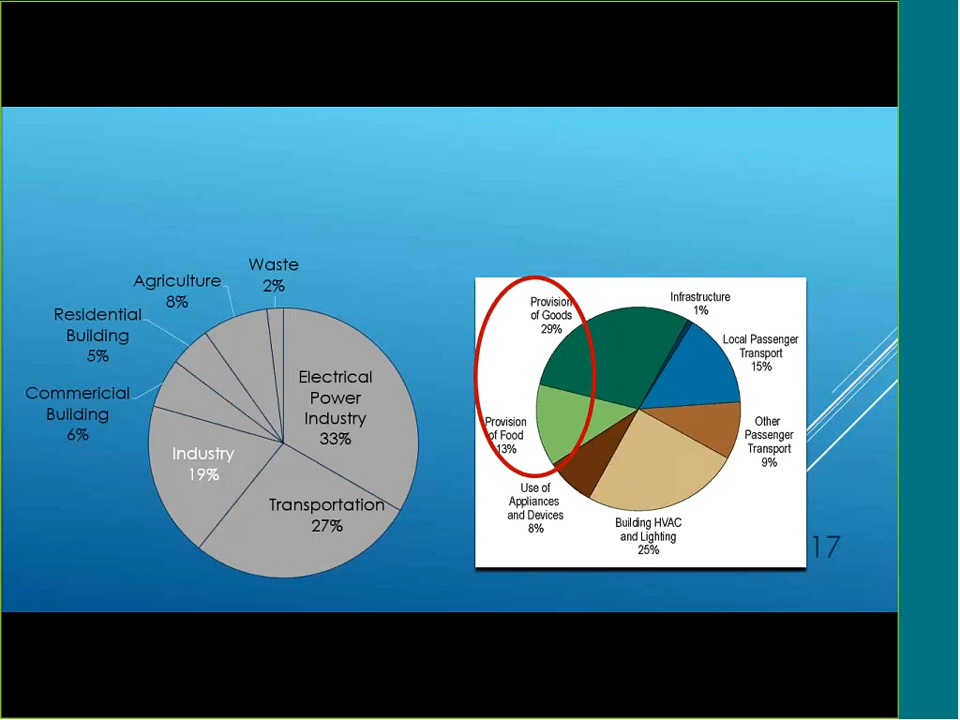 Waste
2%
Agriculture
8%
Residential
Building
5%
Commericial
Building
6%
Electrical
Power
Industry
33%
Industry
19%
Transportation
27%
Provision
of Goods
29%
Infrastructure
1%
Local Passenger
Transport
15%
Provision
of Food
13%
Other
Passenger
Transport
9%
Use of
Appliances
and Devices
8%
Building HVAC
and Lighting
25%
17